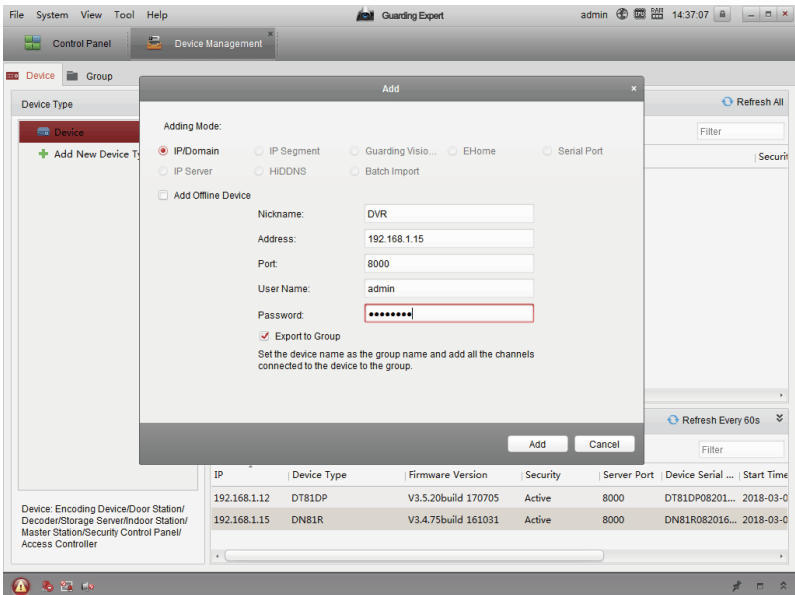 File System View Tool Help Guarding Expert admin 14:37:07
Control Panel Device Management
Device Group
Device Type
Refresh All
Device
Add New Device Ty
Filter
Securit
Add
Adding Mode:
IP/Domain IP Segment Guarding Visio... EHome Serial Port
IP Server HiDDNS Batch Import
Add Offline Device
Nickname: DVR
Address: 192.168.1.15
Port: 8000
User Name: admin
Password: ●●●●●●●●
Export to Group
Set the device name as the group name and add all the channels
connected to the device to the group.
Add Cancel
Refresh Every 60s
Filter
IP Device Type Firmware Version Security Server Port Device Serial ... Start Time
192.168.1.12 DT81DP V3.5.20build 170705 Active 8000 DT81DP08201... 2018-03-0
192.168.1.15 DN81R V3.4.75build 161031 Active 8000 DN81R082016... 2018-03-0
Device: Encoding Device/Door Station/
Decoder/Storage Server/Indoor Station/
Master Station/Security Control Panel/
Access Controller